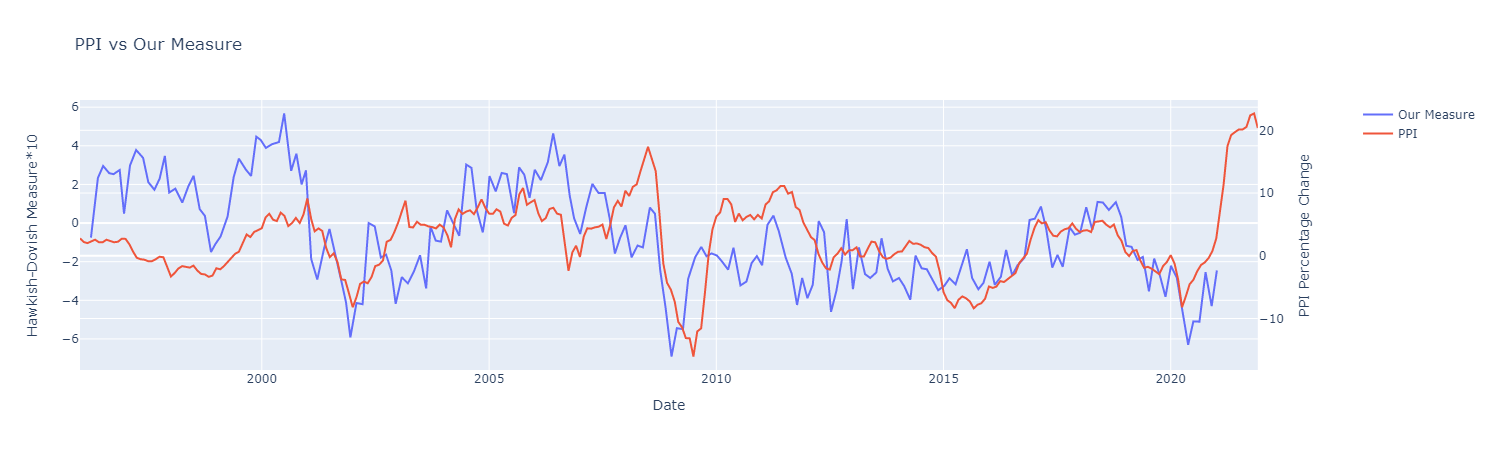 PPI vs Our Measure
Our Measure
PPI
6
4
2
0
−2
−4
−6
20
10
0
−10
Hawkish-Dovish Measure*10
PPI Percentage Change
2000
2005
2010
2015
2020
Date